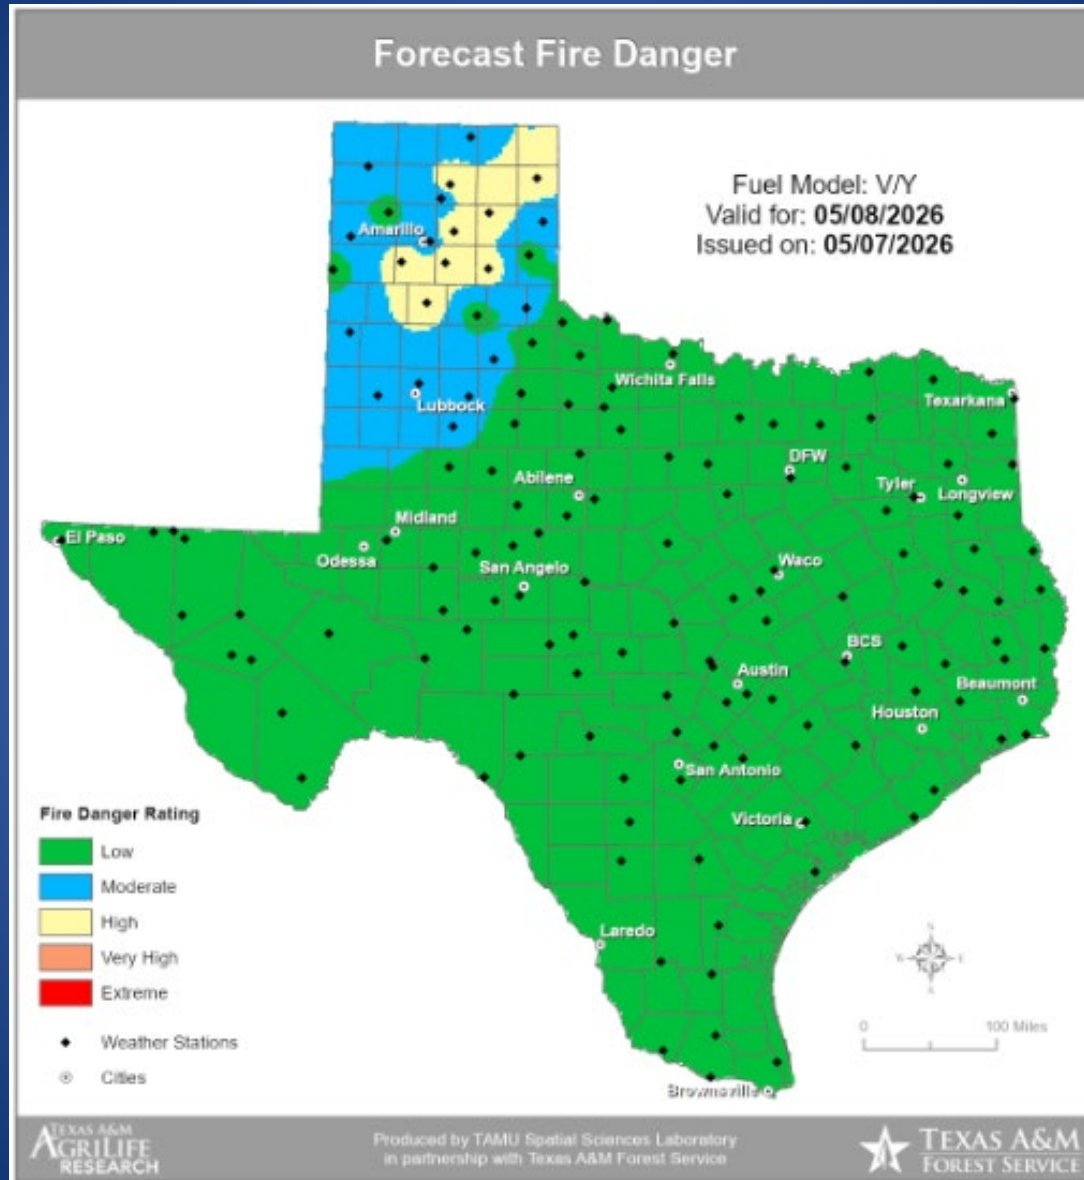 Forecast Fire Danger
Fuel Model: V/Y
Valid for: 05/08/2026
Issued on: 05/07/2026
Amarillo
Wichita Falls
Lubbock
Texarkana
DFW
Abilene
Tyler
Longview
Midland
El Paso
Odessa
San Angelo
Waco
BCS
Austin
Beaumont
Houston
San Antonio
Victoria
Laredo
Brownsville
Fire Danger Rating
Low
Moderate
High
Very High
Extreme
Weather Stations
Cities
N
W E
S
0 100 Miles
TEXAS A&M
AGRILIFE
RESEARCH
Produced by TAMU Spatial Sciences Laboratory
in partnership with Texas A&M Forest Service
TEXAS A&M
FOREST SERVICE